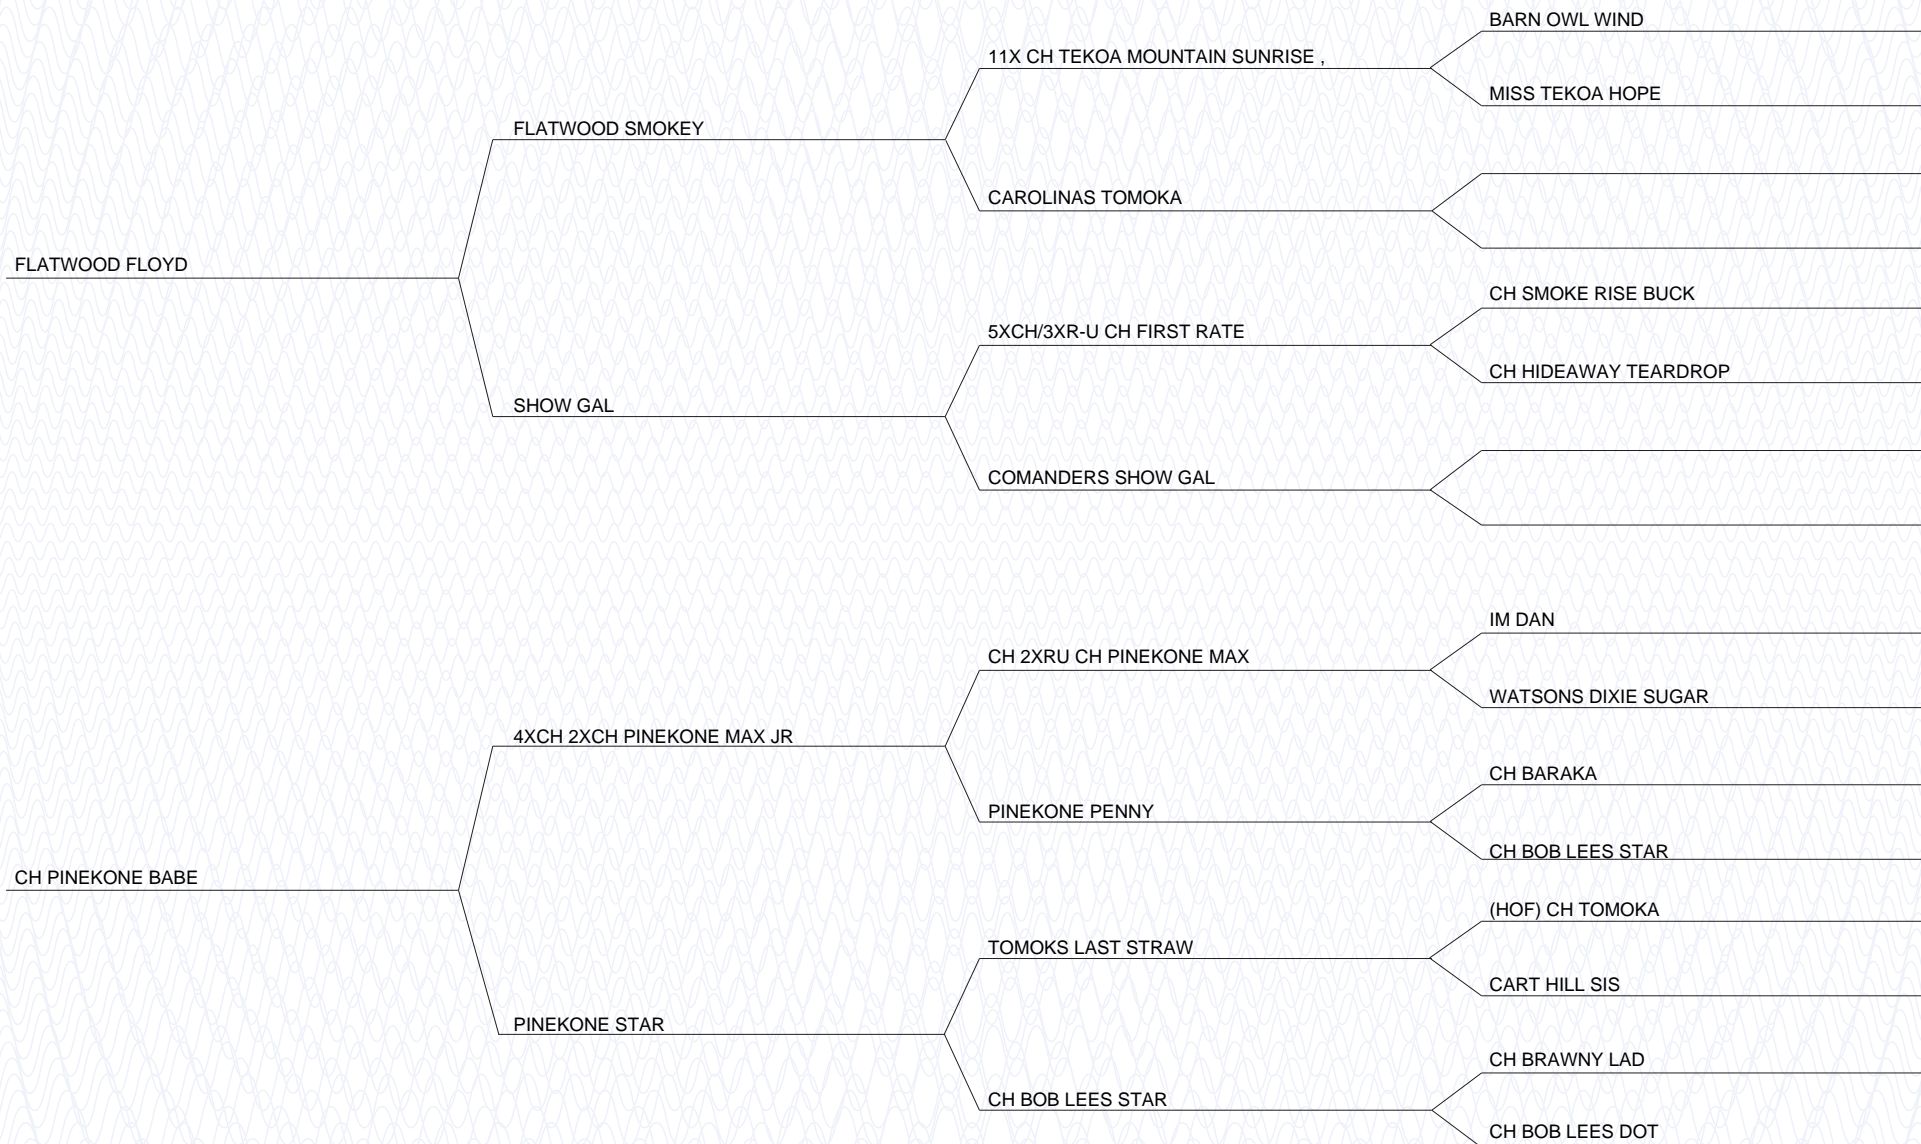 BARN OWL WIND
11X CH TEKOA MOUNTAIN SUNRISE ,
MISS TEKOA HOPE
FLATWOOD SMOKEY
CAROLINAS TOMOKA
FLATWOOD FLOYD
CH SMOKE RISE BUCK
5XCH/3XR-U CH FIRST RATE
CH HIDEAWAY TEARDROP
SHOW GAL
COMANDERS SHOW GAL
IM DAN
CH 2XRU CH PINEKONE MAX
WATSONS DIXIE SUGAR
4XCH 2XCH PINEKONE MAX JR
CH BARAKA
PINEKONE PENNY
CH BOB LEES STAR
CH PINEKONE BABE
(HOF) CH TOMOKA
TOMOKS LAST STRAW
CART HILL SIS
PINEKONE STAR
CH BRAWNY LAD
CH BOB LEES STAR
CH BOB LEES DOT